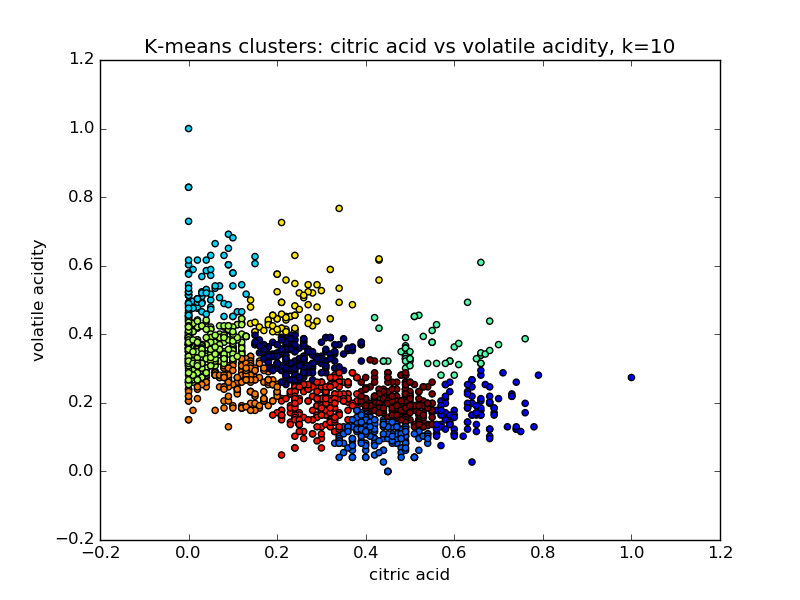 K-means clusters: citric acid vs volatile acidity, k=10
1.2
1.0
0.8
0.6
0.4
0.2
0.0
−0.2
volatile acidity
−0.2 0.0 0.2 0.4 0.6 0.8 1.0 1.2
citric acid